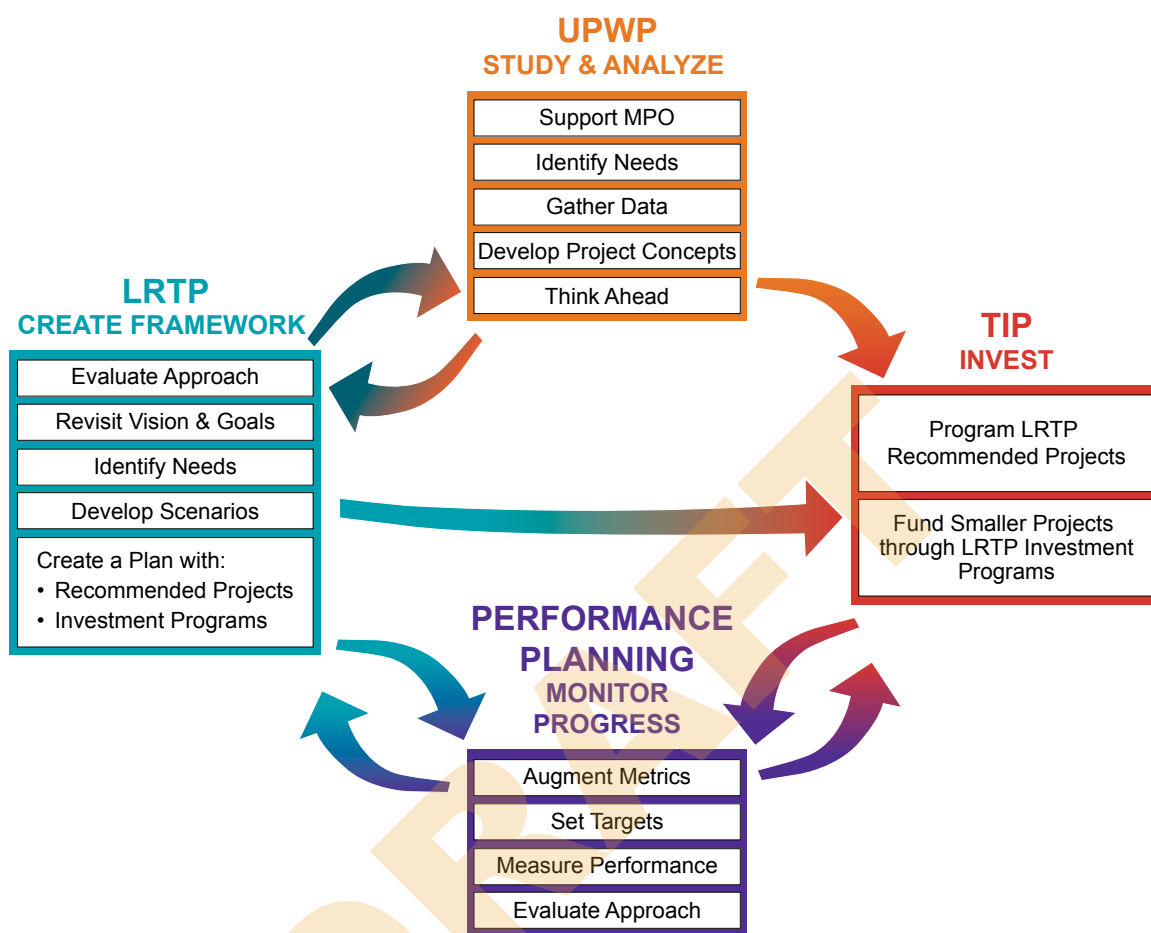 UPWP
STUDY & ANALYZE
Support MPO
Identify Needs
Gather Data
Develop Project Concepts
Think Ahead
LRTP
CREATE FRAMEWORK
Evaluate Approach
Revisit Vision & Goals
Identify Needs
Develop Scenarios
Create a Plan with:
• Recommended Projects
• Investment Programs
TIP
INVEST
Program LRTP
Recommended Projects
Fund Smaller Projects
through LRTP Investment
Programs
PERFORMANCE
PLANNING
MONITOR
PROGRESS
Augment Metrics
Set Targets
Measure Performance
Evaluate Approach
DRAFT